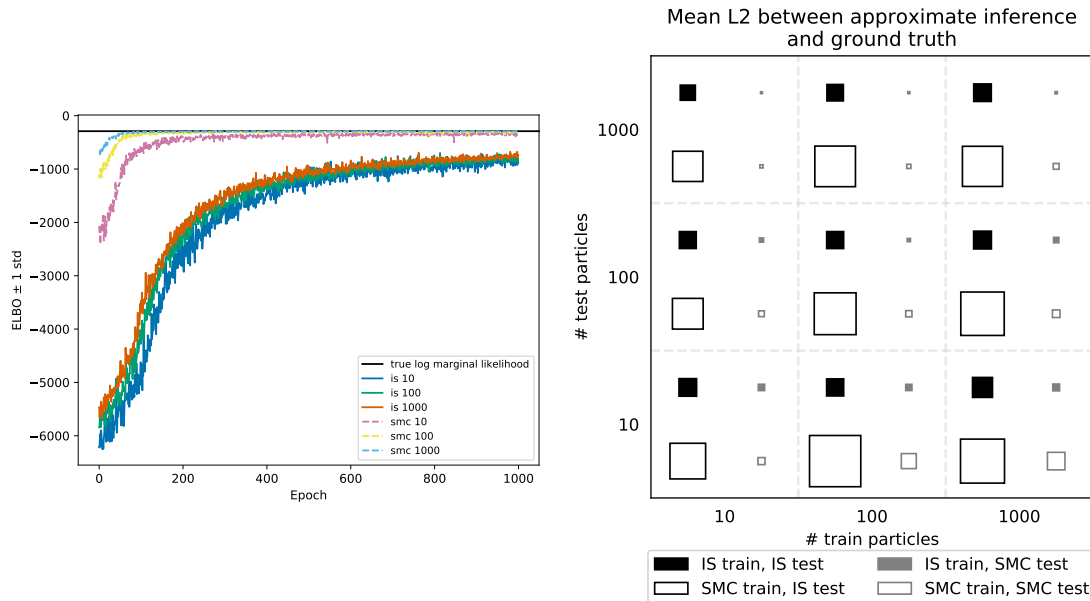 0
−1000
−2000
−3000
−4000
−5000
−6000
ELBO ± 1 std
0
200
400
600
800
1000
Epoch
true log marginal likelihood
is 10
is 100
is 1000
smc 10
smc 100
smc 1000
Mean L2 between approximate inference
and ground truth
1000
100
10
# test particles
10
100
1000
# train particles
IS train, IS test
IS train, SMC test
SMC train, IS test
SMC train, SMC test